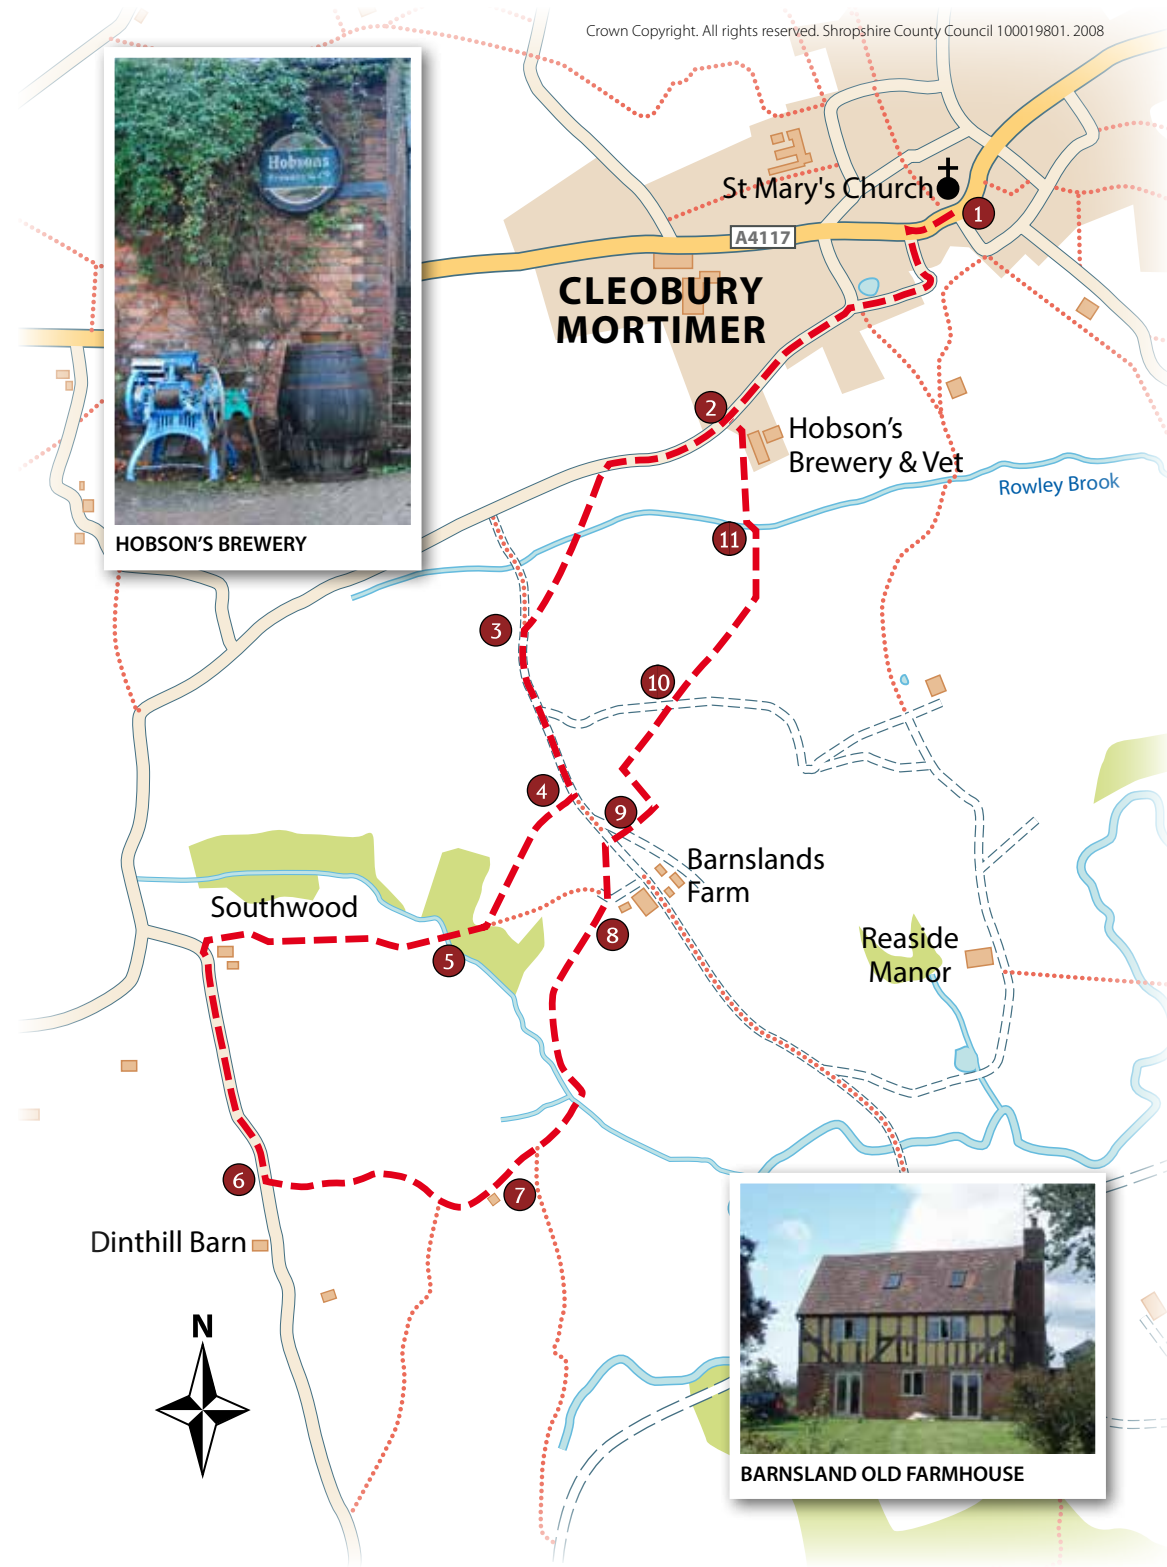 Crown Copyright. All rights reserved. Shropshire County Council 100019801. 2008
Hobsons
HOBSON'S BREWERY
St Mary's Church
1
A4117
CLEOBURY
MORTIMER
2
Hobson's
Brewery & Vet
Rowley Brook
11
3
10
4
9
Barnslands
Farm
Southwood
8
5
Reaside
Manor
6
7
Dinthill Barn
N
BARNSLAND OLD FARMHOUSE